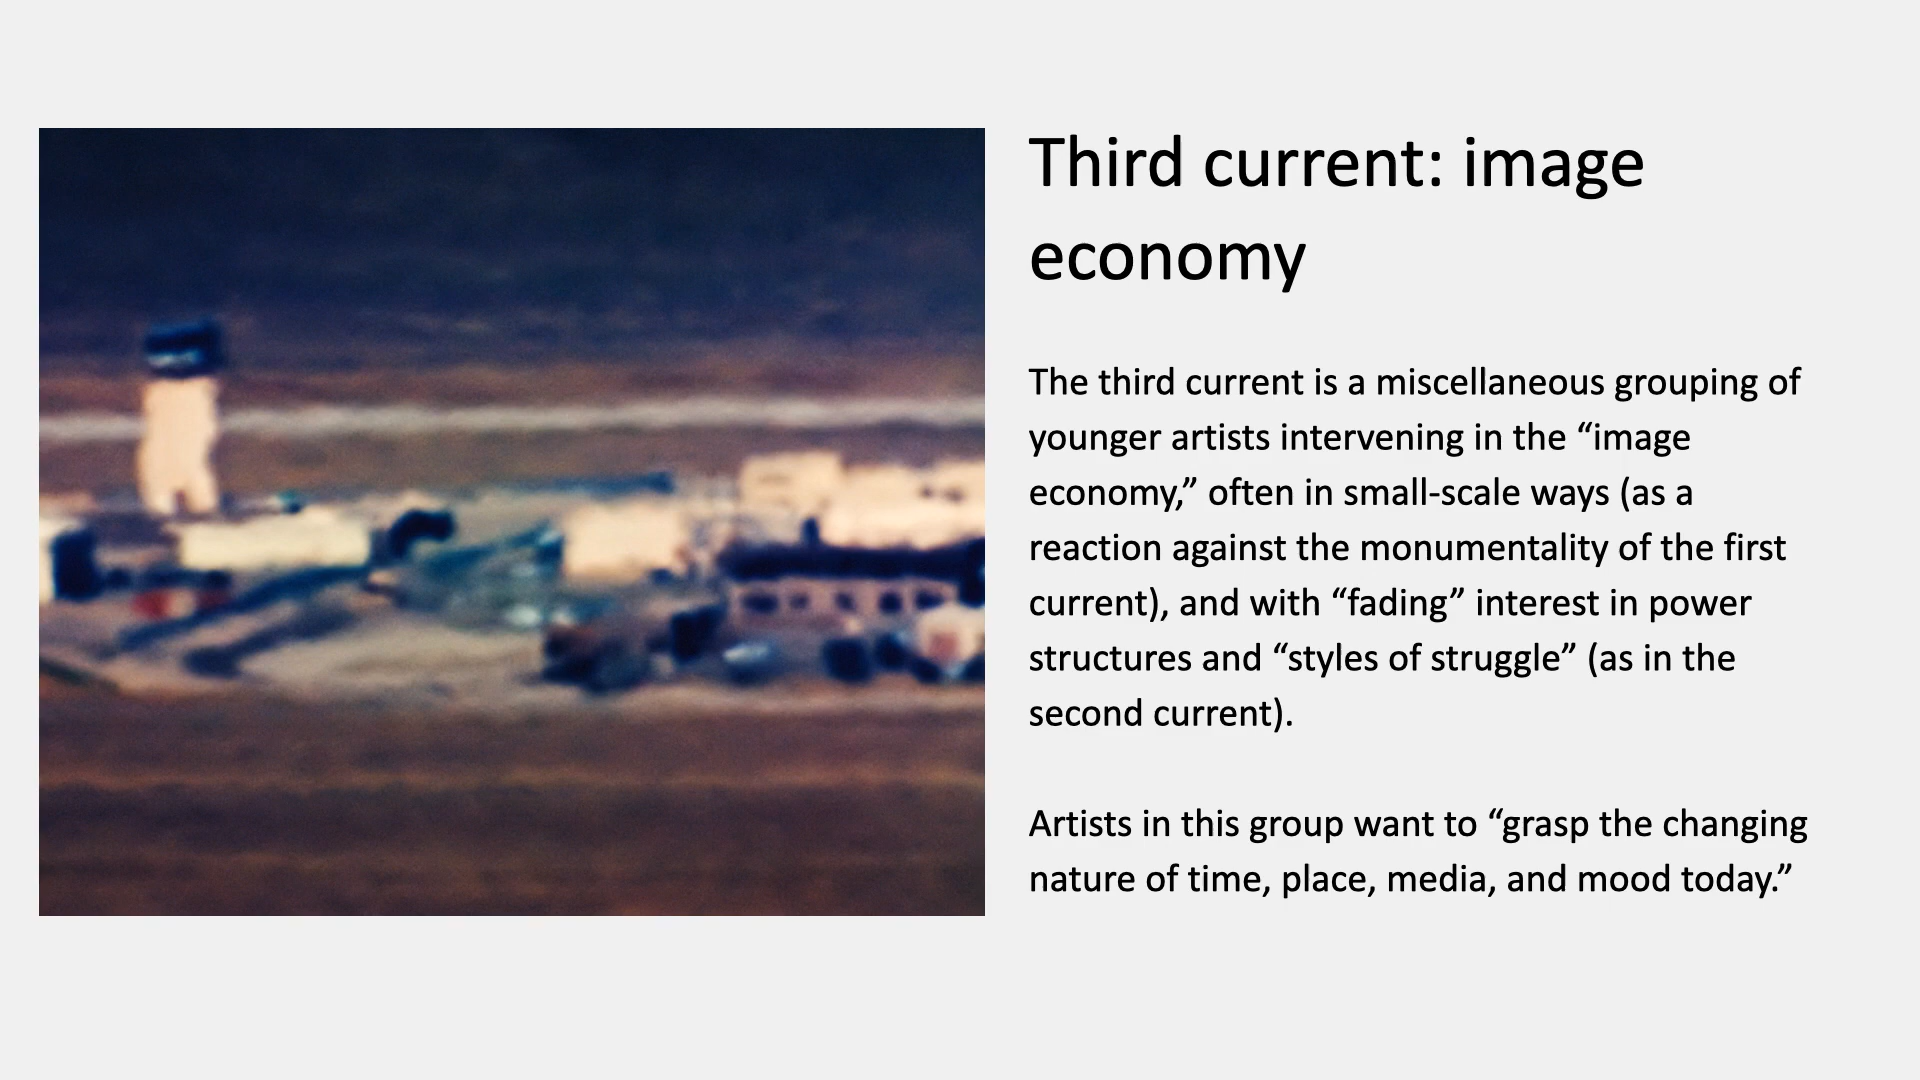 Third current: image
economy
The third current is a miscellaneous grouping of
younger artists intervening in the “image
economy,” often in small-scale ways (as a
reaction against the monumentality of the first
current), and with “fading” interest in power
structures and “styles of struggle” (as in the
second current).
Artists in this group want to “grasp the changing
nature of time, place, media, and mood today.”